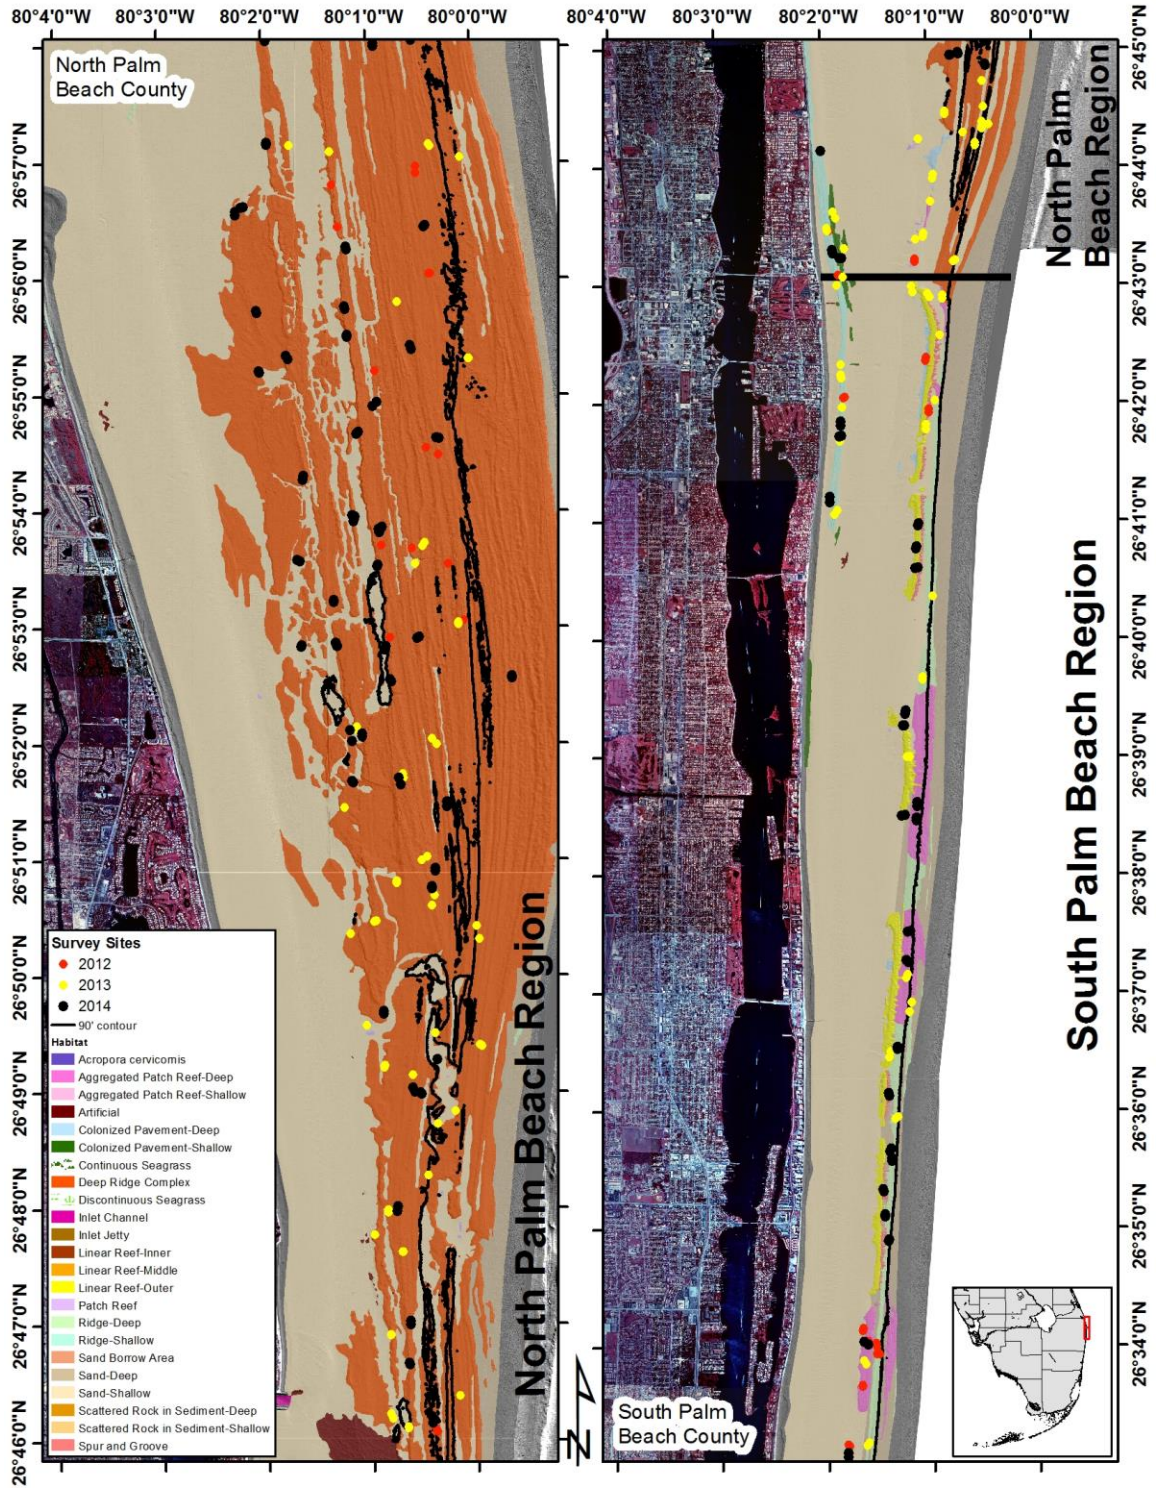 80°4'0"W 80°3'0"W 80°2'0"W 80°1'0"W 80°0'0"W
80°4'0"W 80°3'0"W 80°2'0"W 80°1'0"W 80°0'0"W
North Palm
Beach County
26°57'0"N
26°56'0"N
26°55'0"N
26°54'0"N
26°53'0"N
26°52'0"N
26°51'0"N
26°50'0"N
26°49'0"N
26°48'0"N
26°47'0"N
26°46'0"N
North Palm Beach Region
Survey Sites
2012
2013
2014
90' contour
Habitat
Acropora cervicornis
Aggregated Patch Reef-Deep
Aggregated Patch Reef-Shallow
Artificial
Colonized Pavement-Deep
Colonized Pavement-Shallow
Continuous Seagrass
Deep Ridge Complex
Discontinuous Seagrass
Inlet Channel
Inlet Jetty
Linear Reef-Inner
Linear Reef-Middle
Linear Reef-Outer
Patch Reef
Ridge-Deep
Ridge-Shallow
Sand Borrow Area
Sand-Deep
Sand-Shallow
Scattered Rock in Sediment-Deep
Scattered Rock in Sediment-Shallow
Spur and Groove
N
North Palm
Beach Region
South Palm Beach Region
26°45'0"N
26°44'0"N
26°43'0"N
26°42'0"N
26°41'0"N
26°40'0"N
26°39'0"N
26°38'0"N
26°37'0"N
26°36'0"N
26°35'0"N
26°34'0"N
South Palm
Beach County